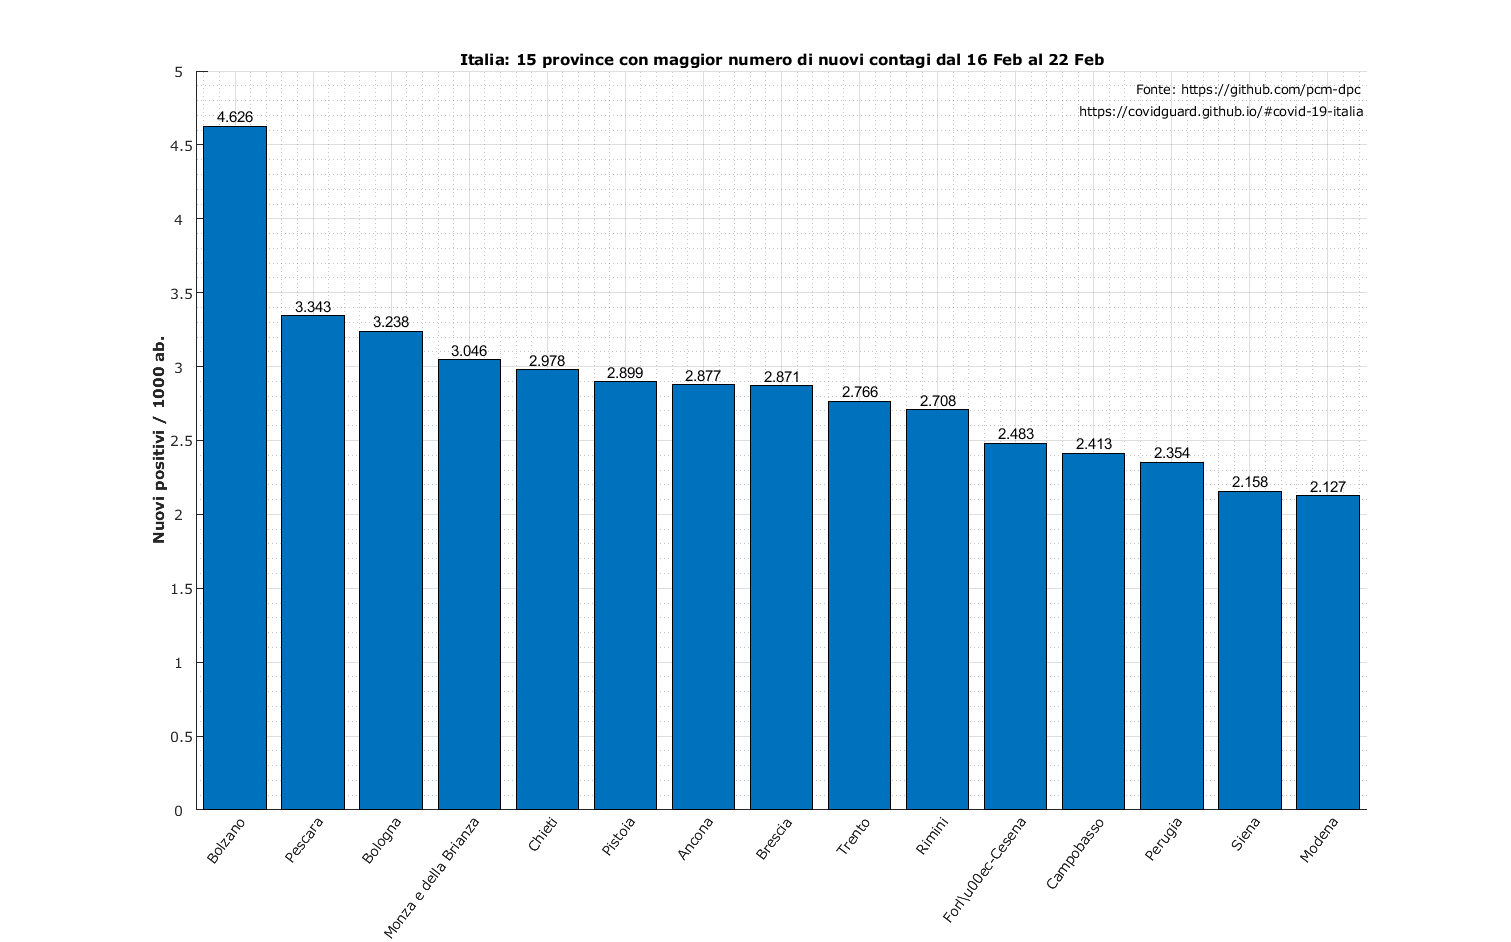 Italia: 15 province con maggior numero di nuovi contagi dal 16 Feb al 22 Feb
Fonte: https://github.com/pcm-dpc
https://covidguard.github.io/#covid-19-italia
Nuovi positivi / 1000 ab.
5
4.5
4
3.5
3
2.5
2
1.5
1
0.5
0
4.626
3.343
3.238
3.046
2.978
2.899
2.877
2.871
2.766
2.708
2.483
2.413
2.354
2.158
2.127
Bolzano
Pescara
Bologna
Monza e della Brianza
Chieti
Pistoia
Ancona
Brescia
Trento
Rimini
Forl\u00ec-Cesena
Campobasso
Perugia
Siena
Modena